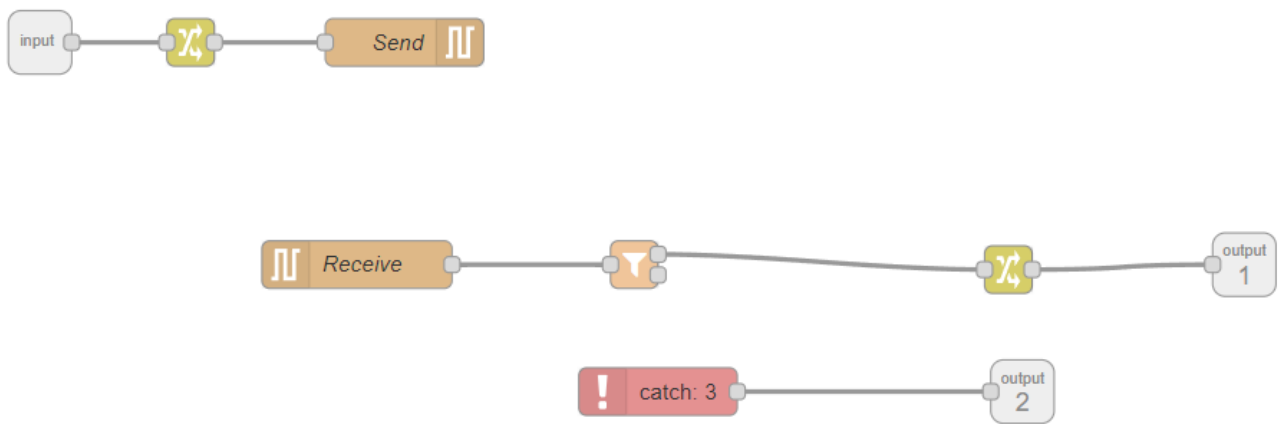 input
Send
Receive
output
1
catch: 3
output
2